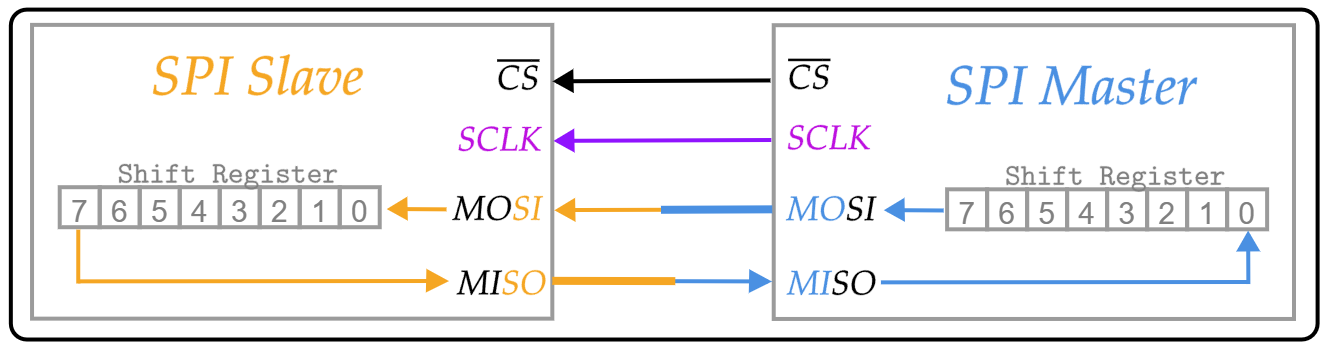 SPI Slave
CS
SCLK
Shift Register
7 6 5 4 3 2 1 0
MOSI
MISO
CS
SPI Master
SCLK
Shift Register
MOSI
7 6 5 4 3 2 1 0
MISO